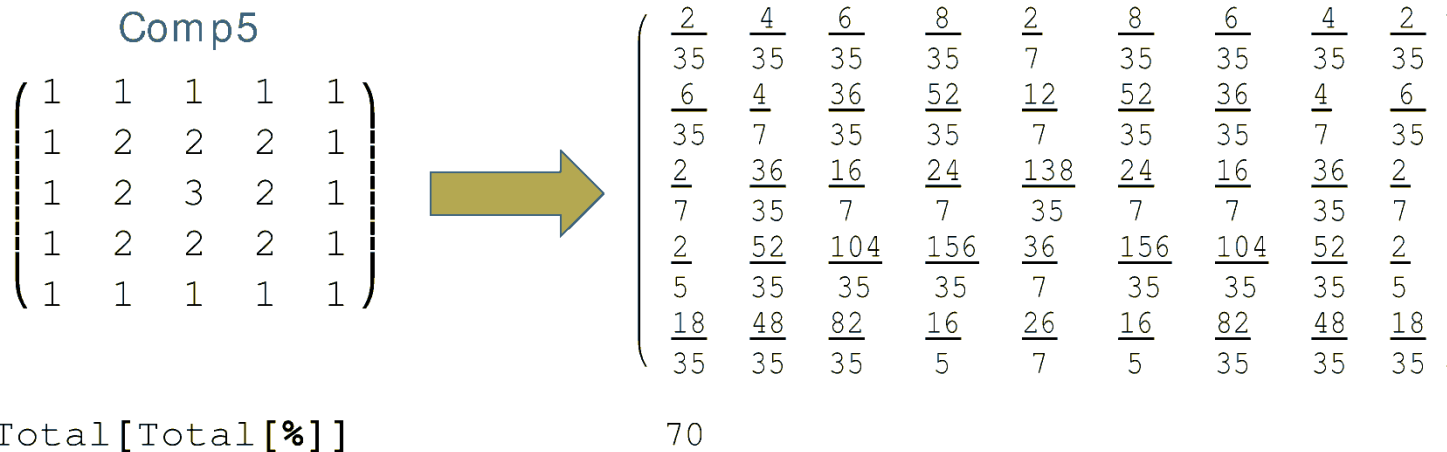 Comp5
1 1 1 1 1
1 2 2 2 1
1 2 3 2 1
1 2 2 2 1
1 1 1 1 1
2 4 6 8 2 8 6 4 2
35 35 35 35 7 35 35 35 35
6 4 36 52 12 52 36 4 6
35 7 35 35 7 35 35 7 35
2 36 16 24 138 24 16 36 2
7 35 7 7 35 7 7 35 7
2 52 104 156 36 156 104 52 2
5 35 35 35 7 35 35 35 5
18 48 82 16 26 16 82 48 18
35 35 35 5 7 5 35 35 35
Total[Total[%]]
70